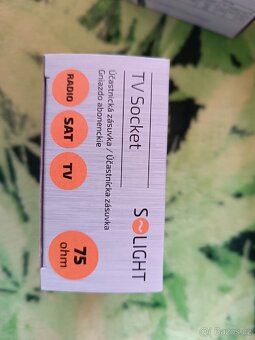 TV Socket
Účastnická zásuvka / Účastnícka zásuvka
Gniazdo abonenckie
RADIO
SAT
TV
75
ohm
SOLIGHT